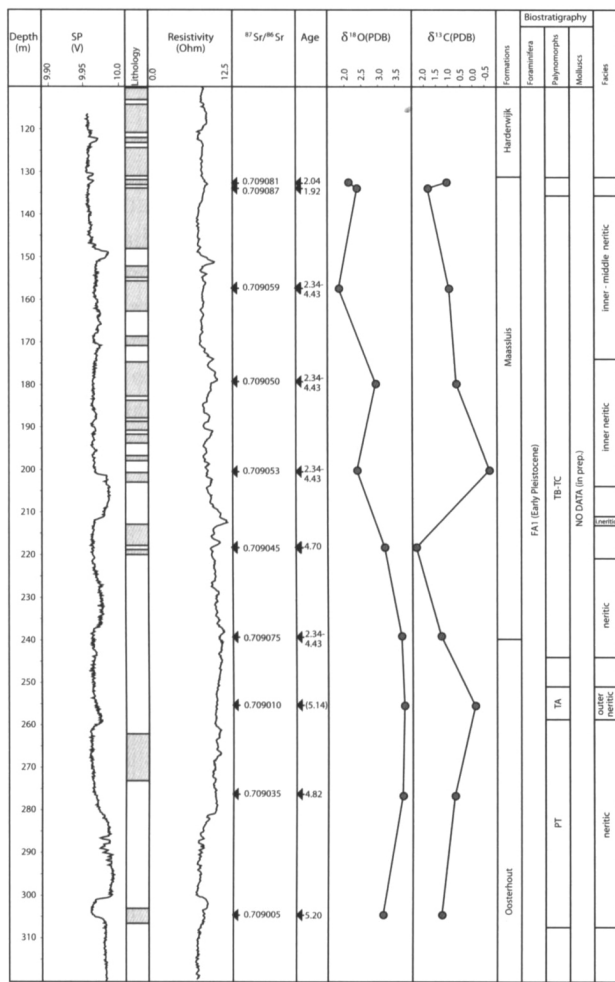 Biostratigraphy
Depth (m)
SP (V)
9.90 9.95 10.0
Lithology
Resistivity (Ohm)
0.0 12.5
⁸⁷Sr/⁸⁶Sr
Age
δ¹⁸O(PDB)
2.0 2.5 3.0 3.5
δ¹³C(PDB)
2.0 1.5 1.0 0.5 0.0 -0.5
Formations
Foraminifera
Palynomorphs
Molluscs
Facies
120
130
140
150
160
170
180
190
200
210
220
230
240
250
260
270
280
290
300
310
0.709081 2.04
0.709087 1.92
0.709059 2.34-4.43
0.709050 2.34-4.43
0.709053 2.34-4.43
0.709045 4.70
0.709075 2.34-4.43
0.709010 (5.14)
0.709035 4.82
0.709005 5.20
Harderwijk
Maassluis
Oosterhout
FA1 (Early Pleistocene)
TB-TC
TA
PT
NO DATA (in prep.)
inner - middle neritic
inner neritic
i.neritic
neritic
outer neritic
neritic